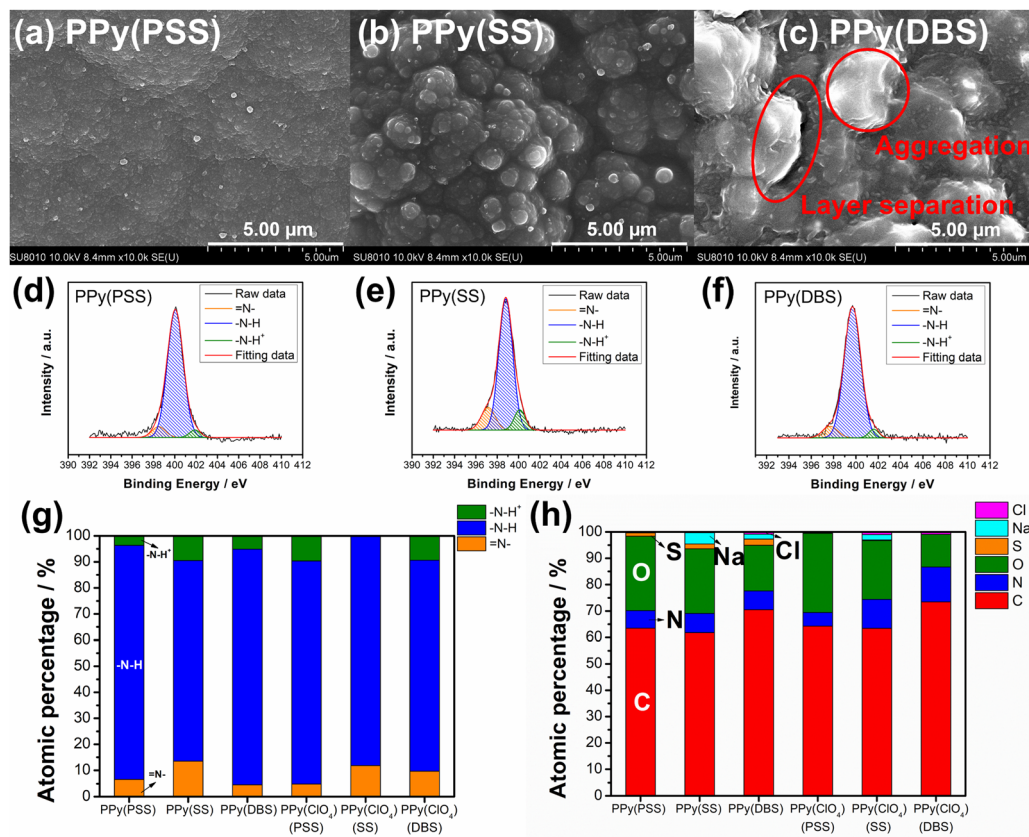 (a) PPy(PSS)
5.00 µm
SU8010 10.0kV 8.4mm x10.0k SE(U)
5.00um
(b) PPy(SS)
5.00 µm
SU8010 10.0kV 8.4mm x10.0k SE(U)
5.00um
(c) PPy(DBS)
Aggregation
Layer separation
5.00 µm
SU8010 10.0kV 8.4mm x10.0k SE(U)
5.00um
(d)
PPy(PSS)
Raw data
=N-
-N-H
-N-H⁺
Fitting data
Intensity / a.u.
390 392 394 396 398 400 402 404 406 408 410 412
Binding Energy / eV
(e)
PPy(SS)
Raw data
=N-
-N-H
-N-H⁺
Fitting data
Intensity / a.u.
390 392 394 396 398 400 402 404 406 408 410 412
Binding Energy / eV
(f)
PPy(DBS)
Raw data
=N-
-N-H
-N-H⁺
Fitting data
Intensity / a.u.
392 394 396 398 400 402 404 406 408 410 412
Binding Energy / eV
(g)
-N-H⁺
-N-H
=N-
Atomic percentage / %
100
90
80
70
60
50
40
30
20
10
0
-N-H⁺
-N-H
=N-
PPy(PSS) PPy(SS) PPy(DBS) PPy(ClO₄) PPy(ClO₄) PPy(ClO₄)
(PSS) (SS) (DBS)
(h)
Cl
Na
S
O
N
C
Atomic percentage / %
100
90
80
70
60
50
40
30
20
10
0
S
Na
Cl
O
N
C
PPy(PSS) PPy(SS) PPy(DBS) PPy(ClO₄) PPy(ClO₄) PPy(ClO₄)
(PSS) (SS) (DBS)